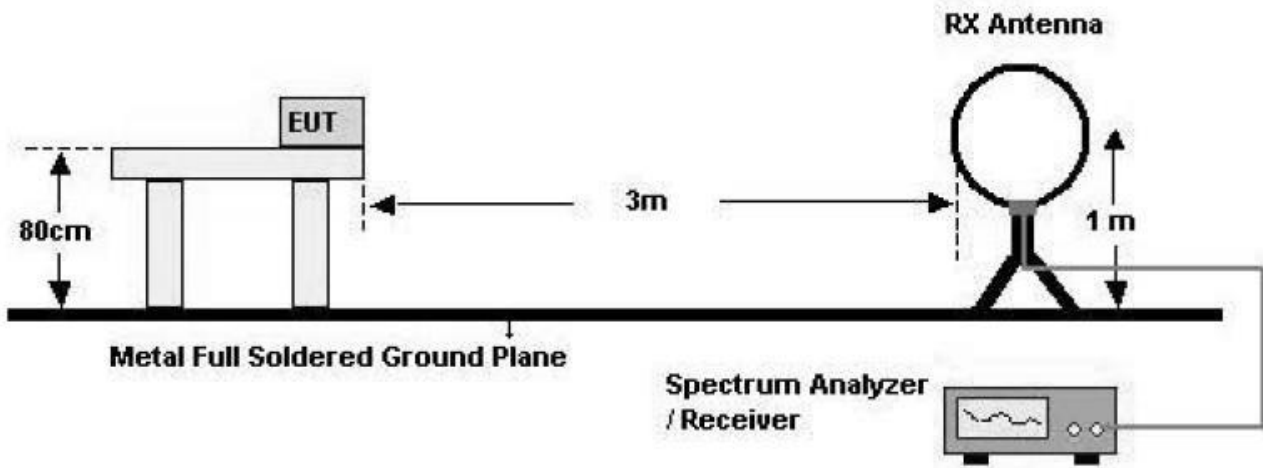 RX Antenna
EUT
3m
80cm
1 m
Metal Full Soldered Ground Plane
Spectrum Analyzer
/ Receiver